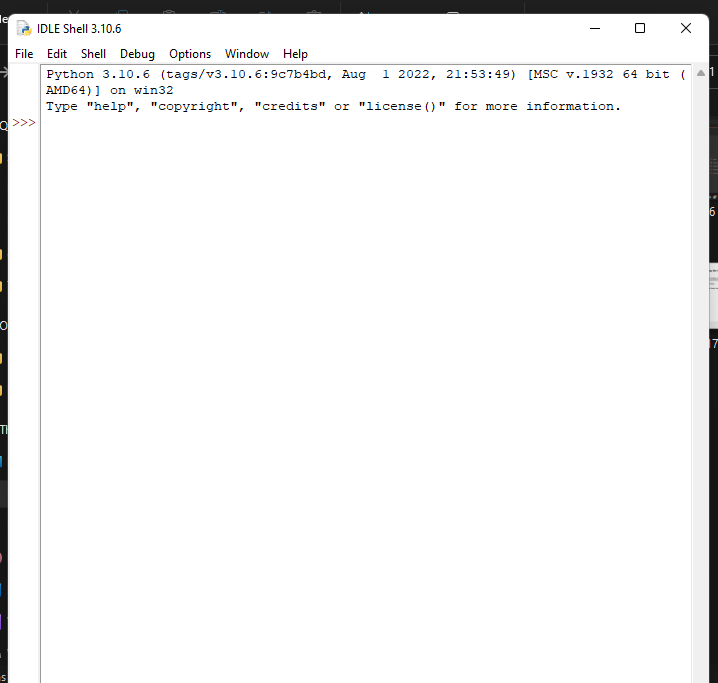 IDLE Shell 3.10.6
File Edit Shell Debug Options Window Help
Python 3.10.6 (tags/v3.10.6:9c7b4bd, Aug  1 2022, 21:53:49) [MSC v.1932 64 bit (
AMD64)] on win32
Type "help", "copyright", "credits" or "license()" for more information.
>>>